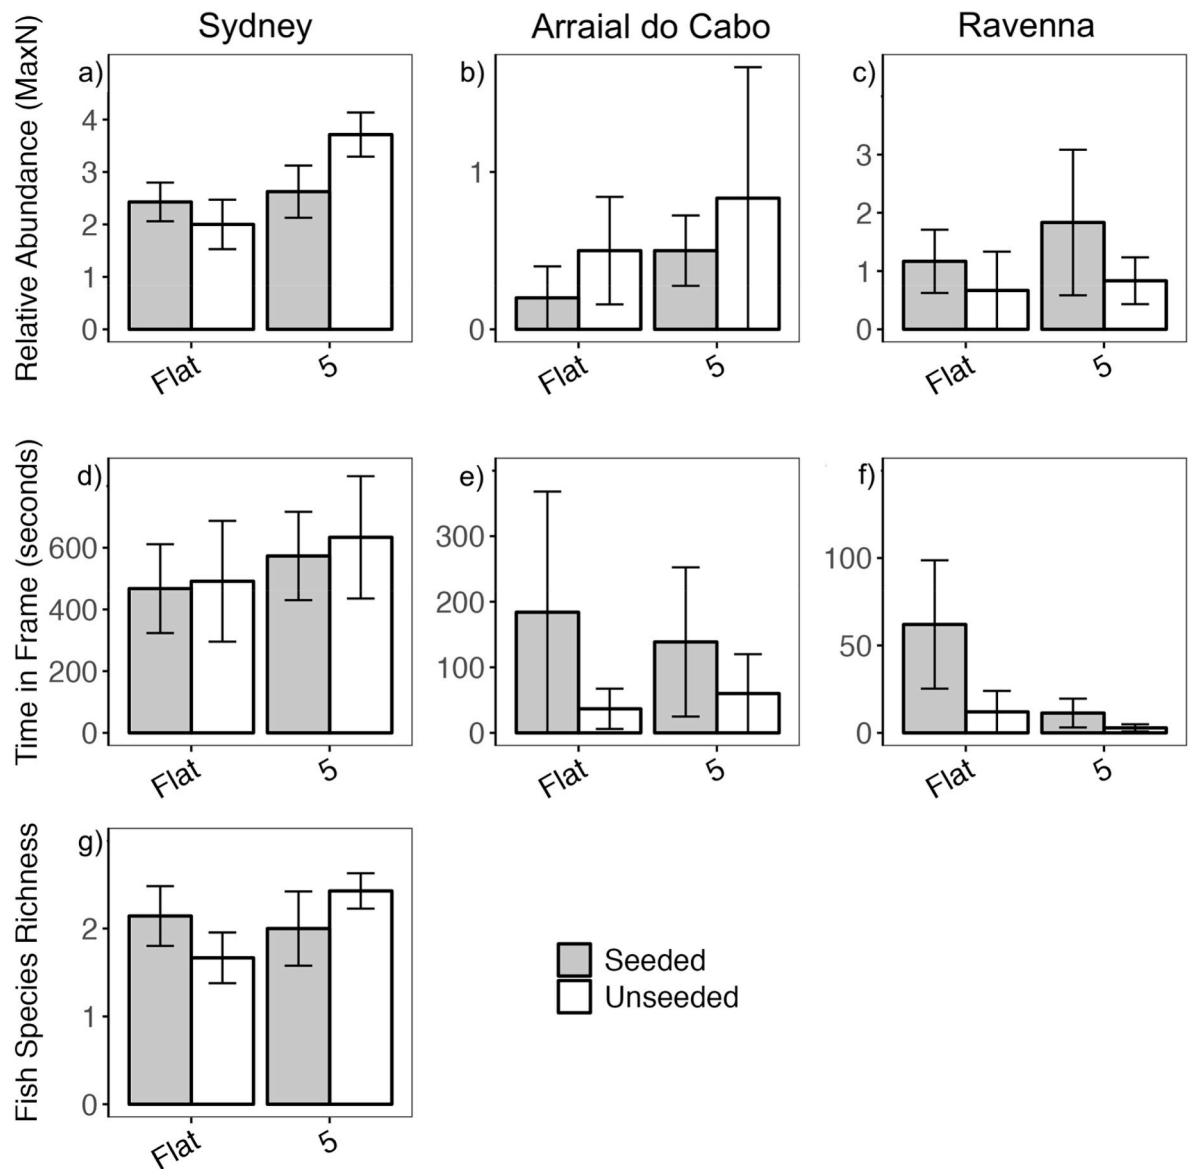 Sydney
Arraial do Cabo
Ravenna
Relative Abundance (MaxN)
a)
4
3
2
1
0
Flat
5
b)
1
0
Flat
5
c)
3
2
1
0
Flat
5
Time in Frame (seconds)
d)
600
400
200
0
Flat
5
e)
300
200
100
0
Flat
5
f)
100
50
0
Flat
5
Fish Species Richness
g)
2
1
0
Flat
5
Seeded
Unseeded